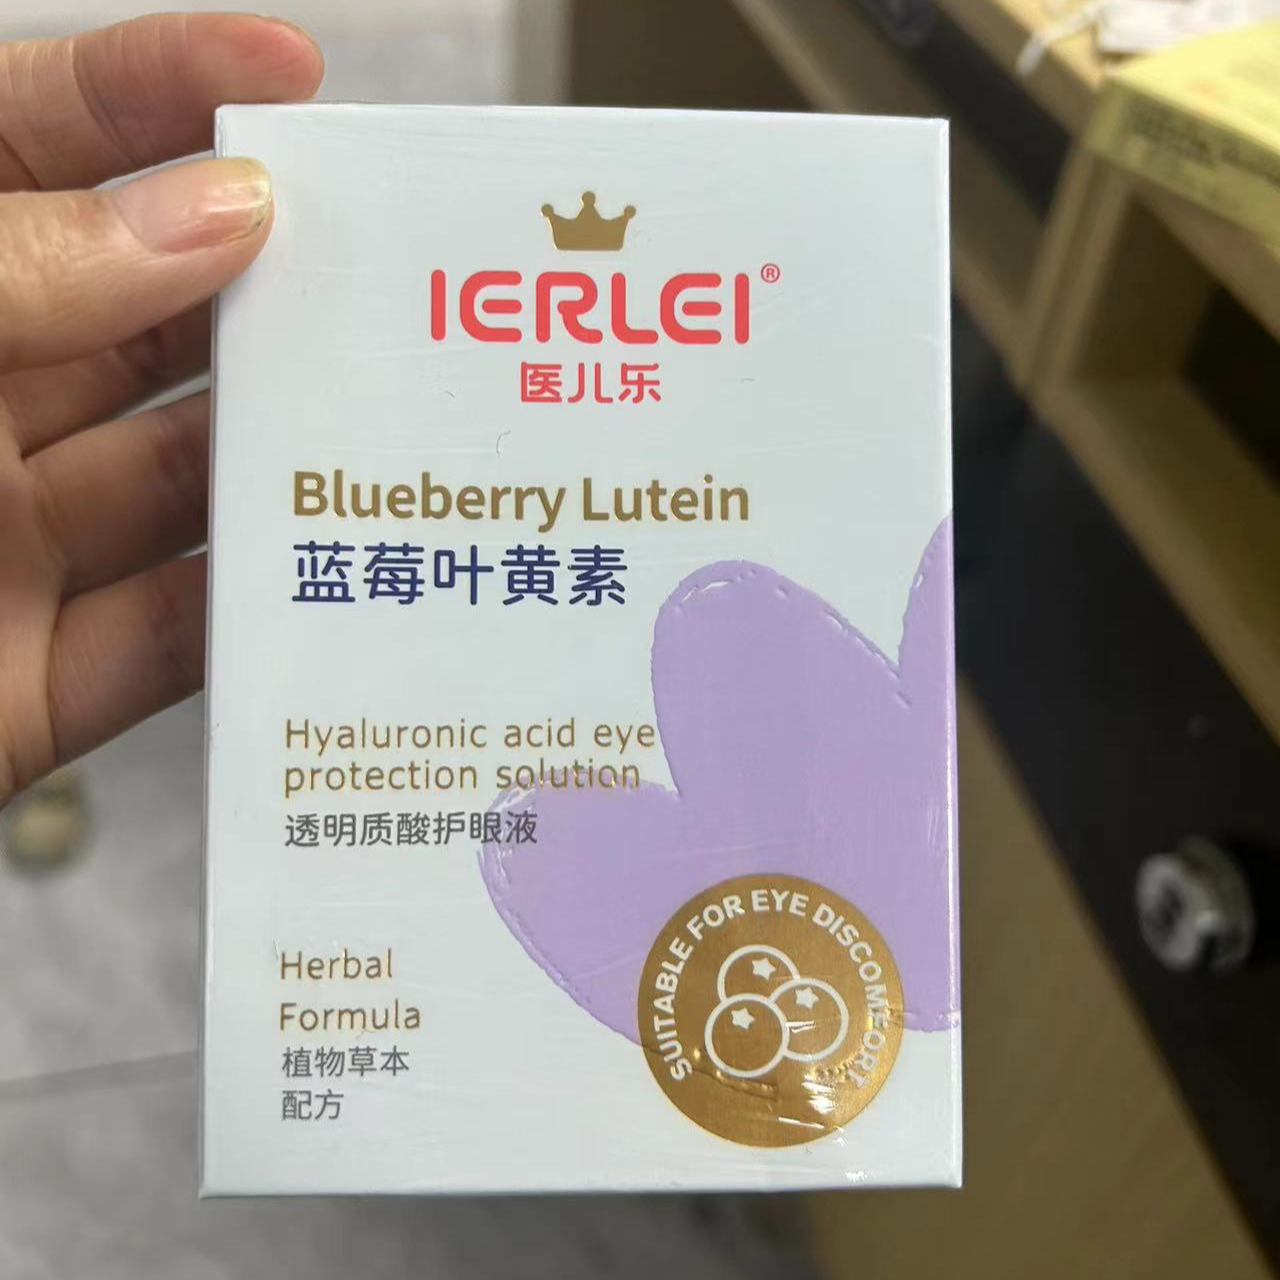 IERLEI®
医儿乐
Blueberry Lutein
蓝莓叶黄素
Hyaluronic acid eye
protection solution
透明质酸护眼液
Herbal
Formula
植物草本
配方
SUITABLE FOR EYE DISCOMFORT